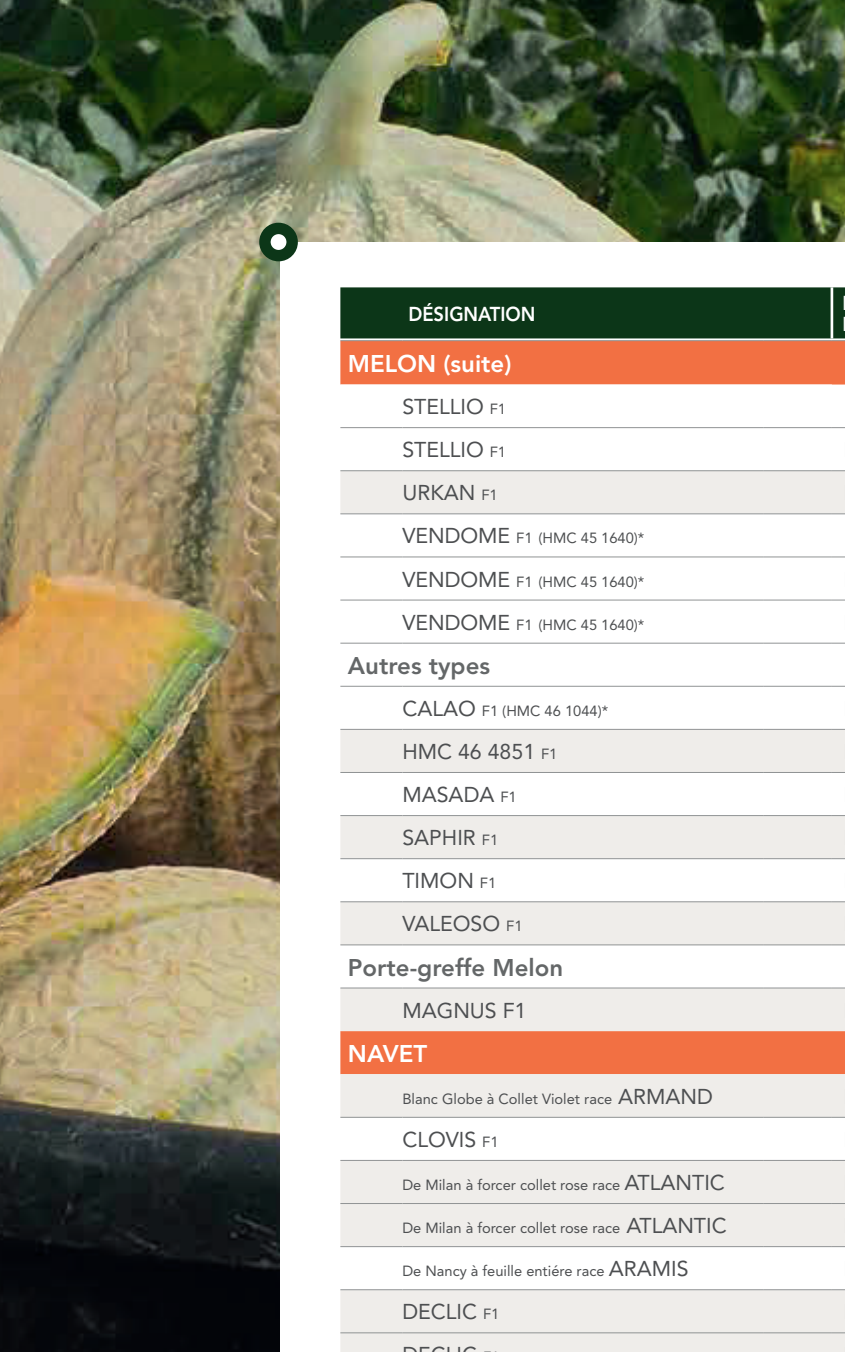 DÉSIGNATION
MELON (suite)
STELLIO F1
STELLIO F1
URKAN F1
VENDOME F1 (HMC 45 1640)*
VENDOME F1 (HMC 45 1640)*
VENDOME F1 (HMC 45 1640)*
Autres types
CALAO F1 (HMC 46 1044)*
HMC 46 4851 F1
MASADA F1
SAPHIR F1
TIMON F1
VALEOSO F1
Porte-greffe Melon
MAGNUS F1
NAVET
Blanc Globe à Collet Violet race ARMAND
CLOVIS F1
De Milan à forcer collet rose race ATLANTIC
De Milan à forcer collet rose race ATLANTIC
De Nancy à feuille entiére race ARAMIS
DECLIC F1